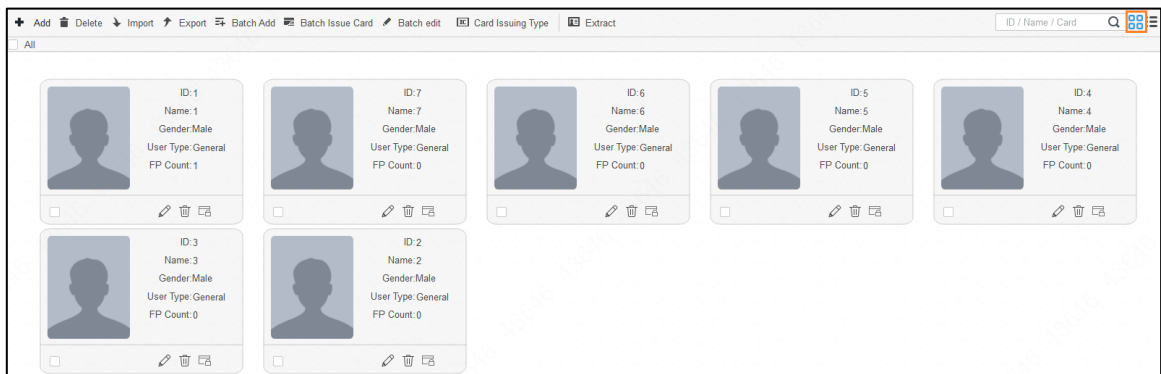 Add Delete Import Export Batch Add Batch Issue Card Batch edit IC Card Issuing Type Extract ID / Name / Card
All
ID:1
Name:1
Gender:Male
User Type:General
FP Count:1
ID:7
Name:7
Gender:Male
User Type:General
FP Count:0
ID:6
Name:6
Gender:Male
User Type:General
FP Count:0
ID:5
Name:5
Gender:Male
User Type:General
FP Count:0
ID:4
Name:4
Gender:Male
User Type:General
FP Count:0
ID:3
Name:3
Gender:Male
User Type:General
FP Count:0
ID:2
Name:2
Gender:Male
User Type:General
FP Count:0